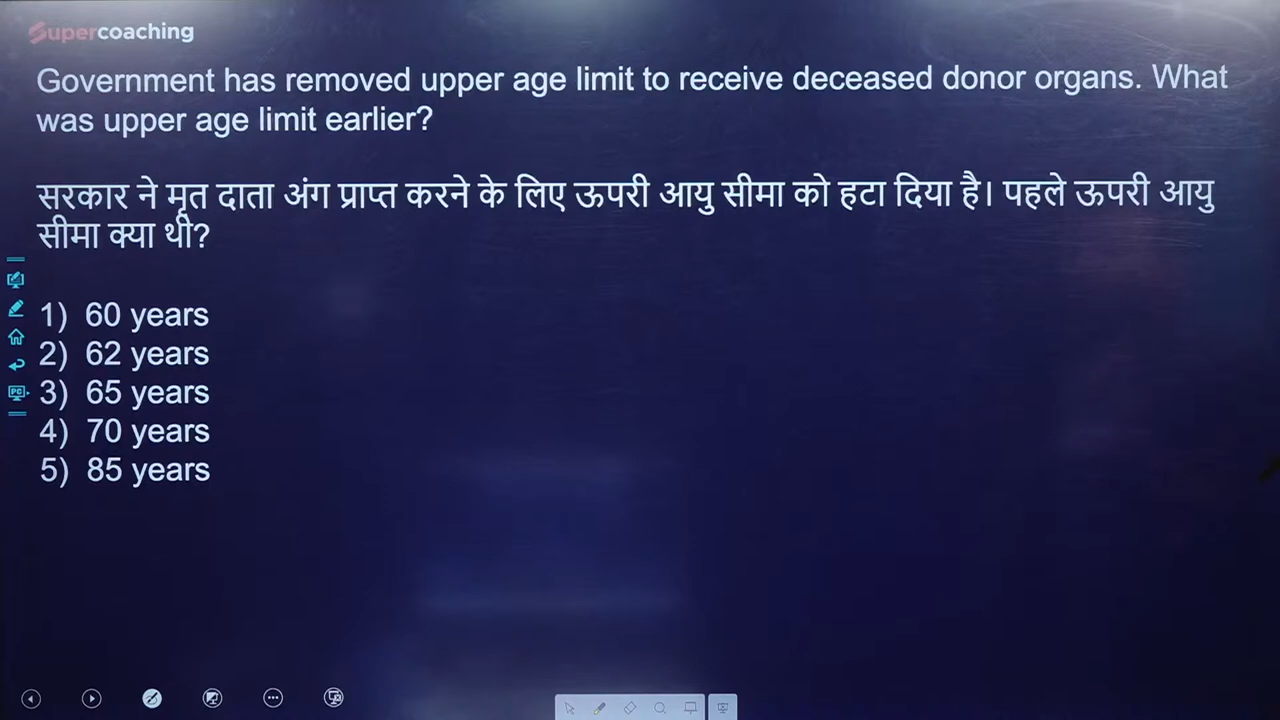 Supercoaching
Government has removed upper age limit to receive deceased donor organs. What
was upper age limit earlier?
सरकार ने मृत दाता अंग प्राप्त करने के लिए ऊपरी आयु सीमा को हटा दिया है। पहले ऊपरी आयु
सीमा क्या थी?
1) 60 years
2) 62 years
3) 65 years
4) 70 years
5) 85 years
PC